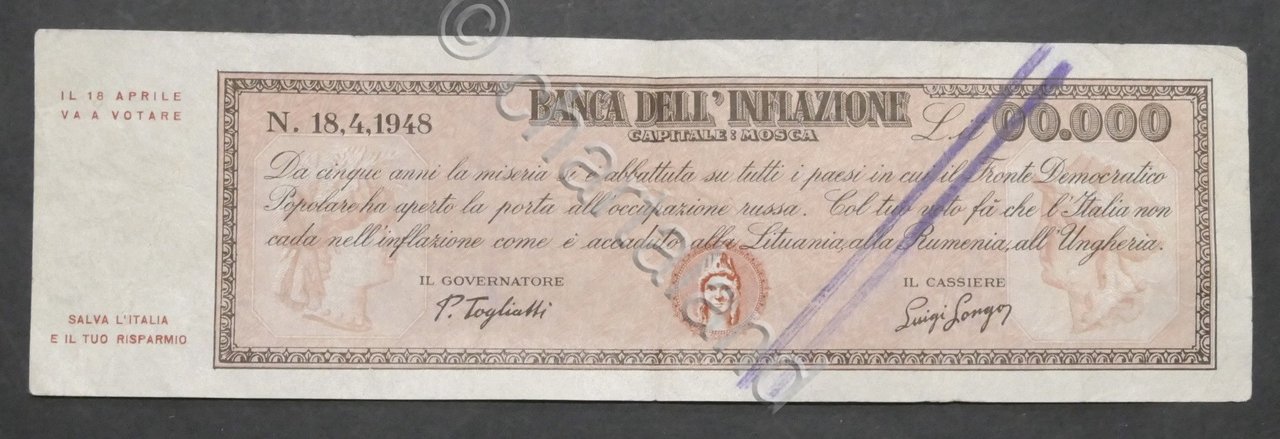 IL 18 APRILE
VA A VOTARE
SALVA L'ITALIA
E IL TUO RISPARMIO
BANCA DELL'INFLAZIONE
CAPITALE: MOSCA
N. 18,4,1948
00.000
Da cinque anni la miseria si è abbattuta su tutti i paesi in cui il Fronte Democratico
Popolare ha aperto la porta all'occupazione russa. Col tuo voto fà che l'Italia non
cada nell'inflazione come è accaduto alla Lituania, alla Rumenia, all'Ungheria.
IL GOVERNATORE
P. Togliatti
IL CASSIERE
Luigi Longo
© chartaland